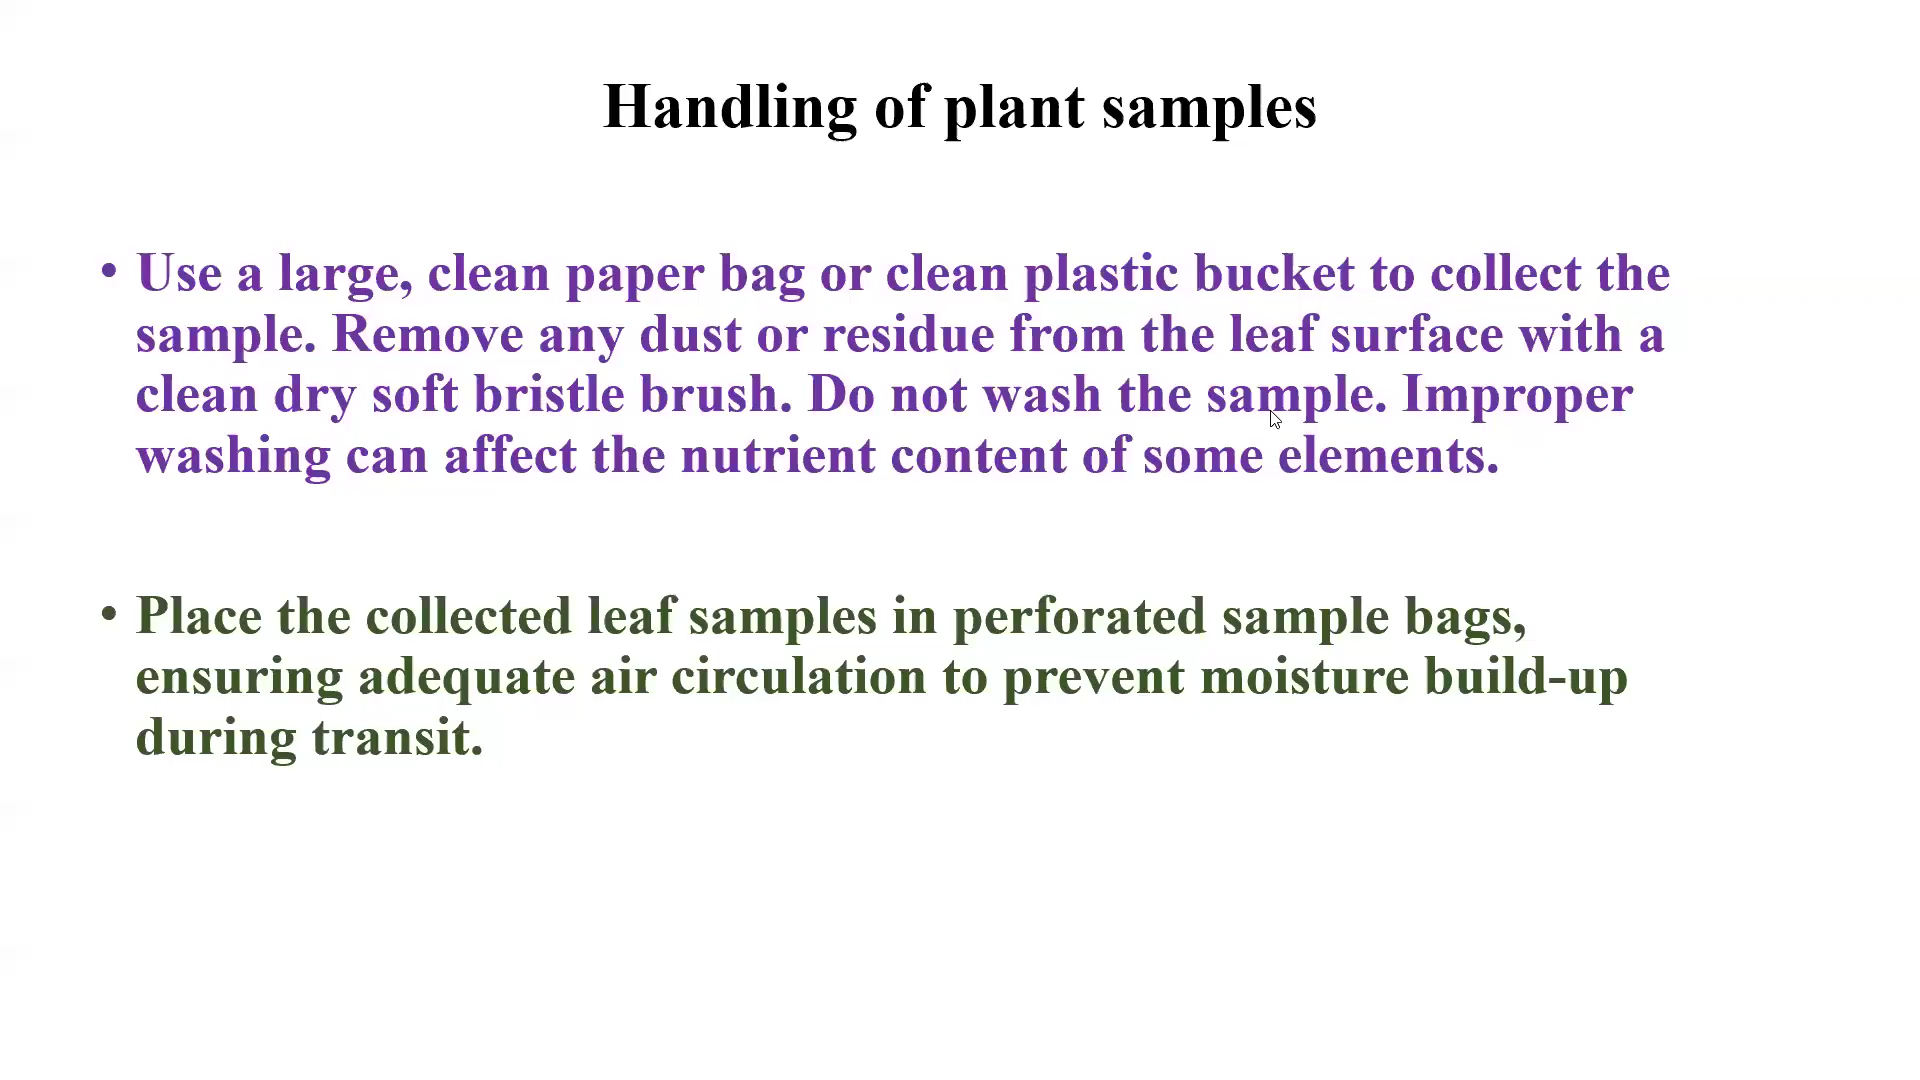 Handling of plant samples
• Use a large, clean paper bag or clean plastic bucket to collect the
sample. Remove any dust or residue from the leaf surface with a
clean dry soft bristle brush. Do not wash the sample. Improper
washing can affect the nutrient content of some elements.
• Place the collected leaf samples in perforated sample bags,
ensuring adequate air circulation to prevent moisture build-up
during transit.